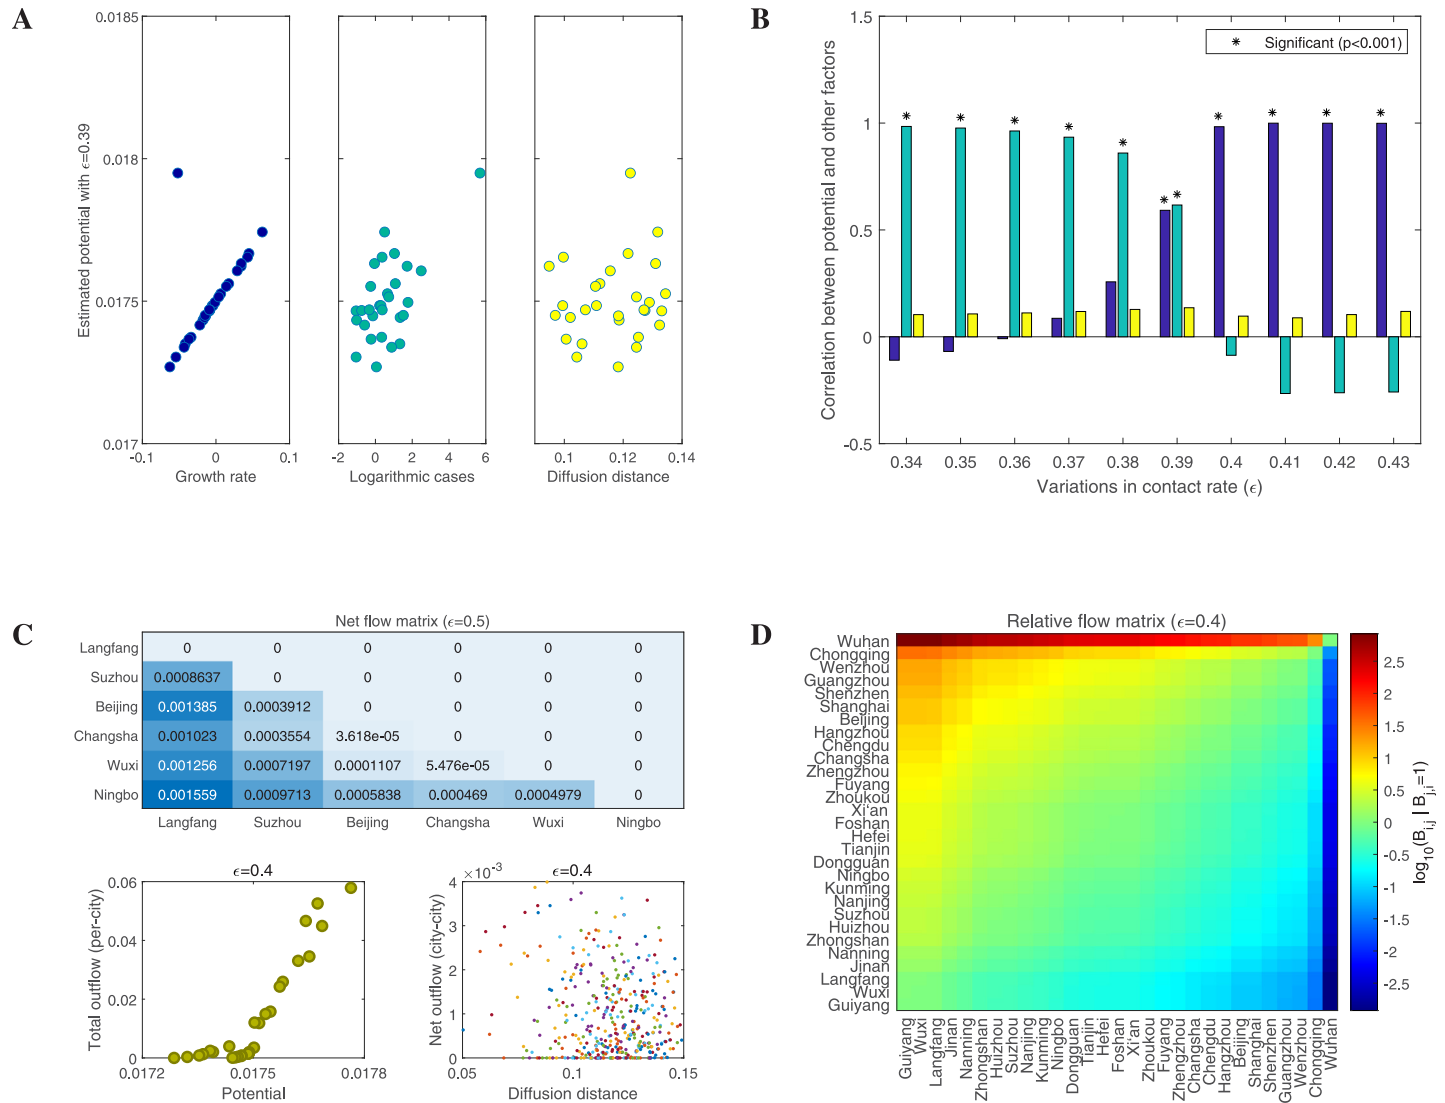 A
0.0185
0.018
0.0175
0.017
Estimated potential with ϵ=0.39
-0.1 0 0.1
Growth rate
-2 0 2 4 6
Logarithmic cases
0.1 0.12 0.14
Diffusion distance
B
1.5
1
0.5
0
-0.5
Correlation between potential and other factors
* Significant (p<0.001)
0.34 0.35 0.36 0.37 0.38 0.39 0.4 0.41 0.42 0.43
Variations in contact rate (ϵ)
C
Net flow matrix (ϵ=0.5)
Langfang 0 0 0 0 0 0
Suzhou 0.0008637 0 0 0 0 0
Beijing 0.001385 0.0003912 0 0 0 0
Changsha 0.001023 0.0003554 3.618e-05 0 0 0
Wuxi 0.001256 0.0007197 0.0001107 5.476e-05 0 0
Ningbo 0.001559 0.0009713 0.0005838 0.000469 0.0004979 0
Langfang Suzhou Beijing Changsha Wuxi Ningbo
ϵ=0.4
0.06
0.04
0.02
0
Total outflow (per-city)
0.0172 0.0175 0.0178
Potential
×10⁻³ ϵ=0.4
4
3
2
1
0
Net outflow (city-city)
0.05 0.1 0.15
Diffusion distance
D
Relative flow matrix (ϵ=0.4)
Wuhan
Chongqing
Wenzhou
Guangzhou
Shenzhen
Shanghai
Beijing
Hangzhou
Chengdu
Changsha
Zhengzhou
Fuyang
Zhoukou
Xi'an
Foshan
Hefei
Tianjin
Dongguan
Ningbo
Kunming
Nanjing
Suzhou
Huizhou
Zhongshan
Nanning
Jinan
Langfang
Wuxi
Guiyang
Guiyang Wuxi Langfang Jinan Nanning Zhongshan Huizhou Suzhou Nanjing Kunming Ningbo Dongguan Tianjin Hefei Foshan Xi'an Zhoukou Fuyang Zhengzhou Changsha Chengdu Hangzhou Beijing Shanghai Shenzhen Guangzhou Wenzhou Chongqing Wuhan
2.5
2
1.5
1
0.5
0
-0.5
-1
-1.5
-2
-2.5
log₁₀(B_i,j | B_j,i=1)